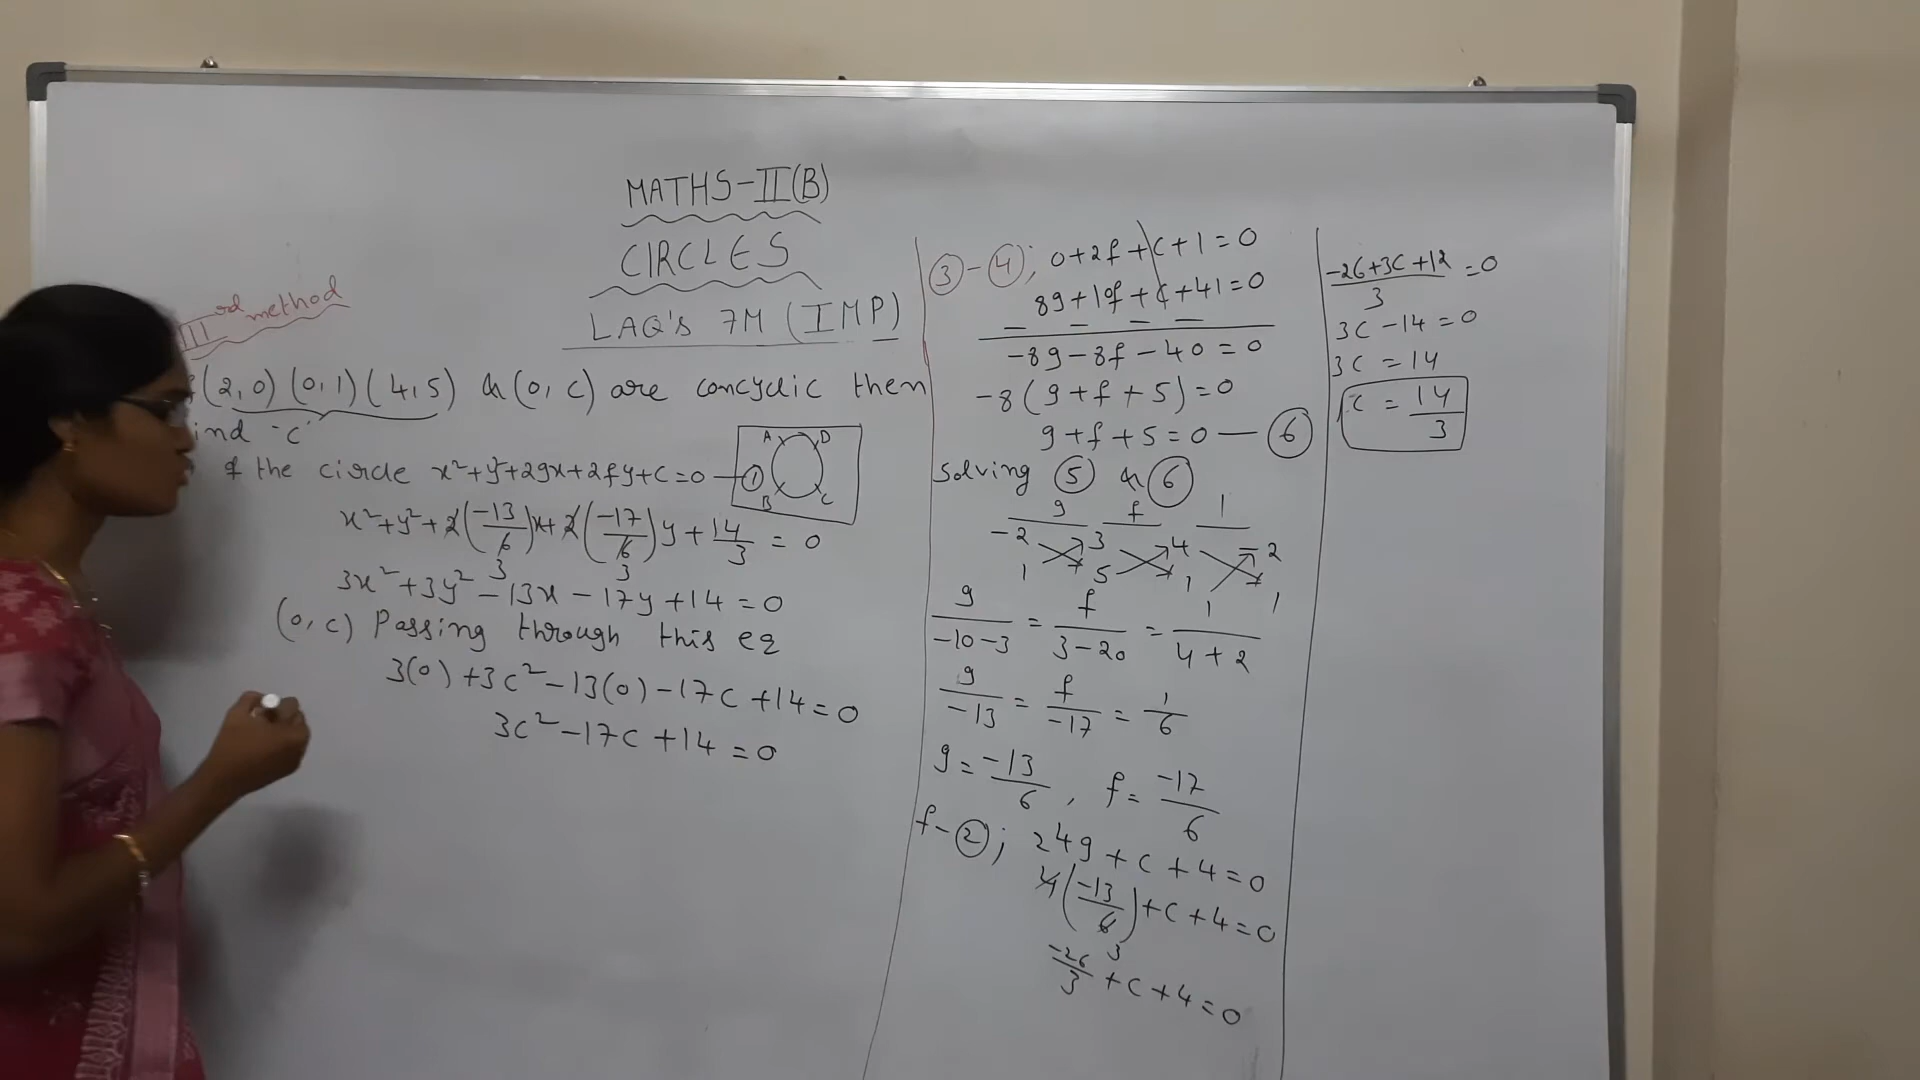 MATHS-II(B)
CIRCLES
LAQ'S 7M (IMP)
III rd method
(2,0) (0,1) (4,5) & (0, c) are concyclic then
ind "c"
of the circle x²+y²+2gx+2fy+c=0 — ①
A D
B C
x²+y²+2(-13/6)x+2(-17/6)y+14/3 = 0
3 3
3x²+3y²-13x-17y+14=0
(0, c) Passing through this eq
3(0)+3c²-13(0)-17c+14=0
3c²-17c+14=0
③-④; 0+2f+c+1=0
8g+10f+c+41=0
— — — —
-8g-8f-40=0
-8(g+f+5)=0
g+f+5=0 — ⑥
solving ⑤ & ⑥
g f 1
-2 3 4 -2
1 5 1 1
g/-10-3 = f/3-20 = 1/4+2
g/-13 = f/-17 = 1/6
g=-13/6, f=-17/6
f-②; 24g+c+4=0
4(-13/6)+c+4=0
3
-26/3+c+4=0
-26+3c+12/3=0
3c-14=0
3c=14
c=14/3